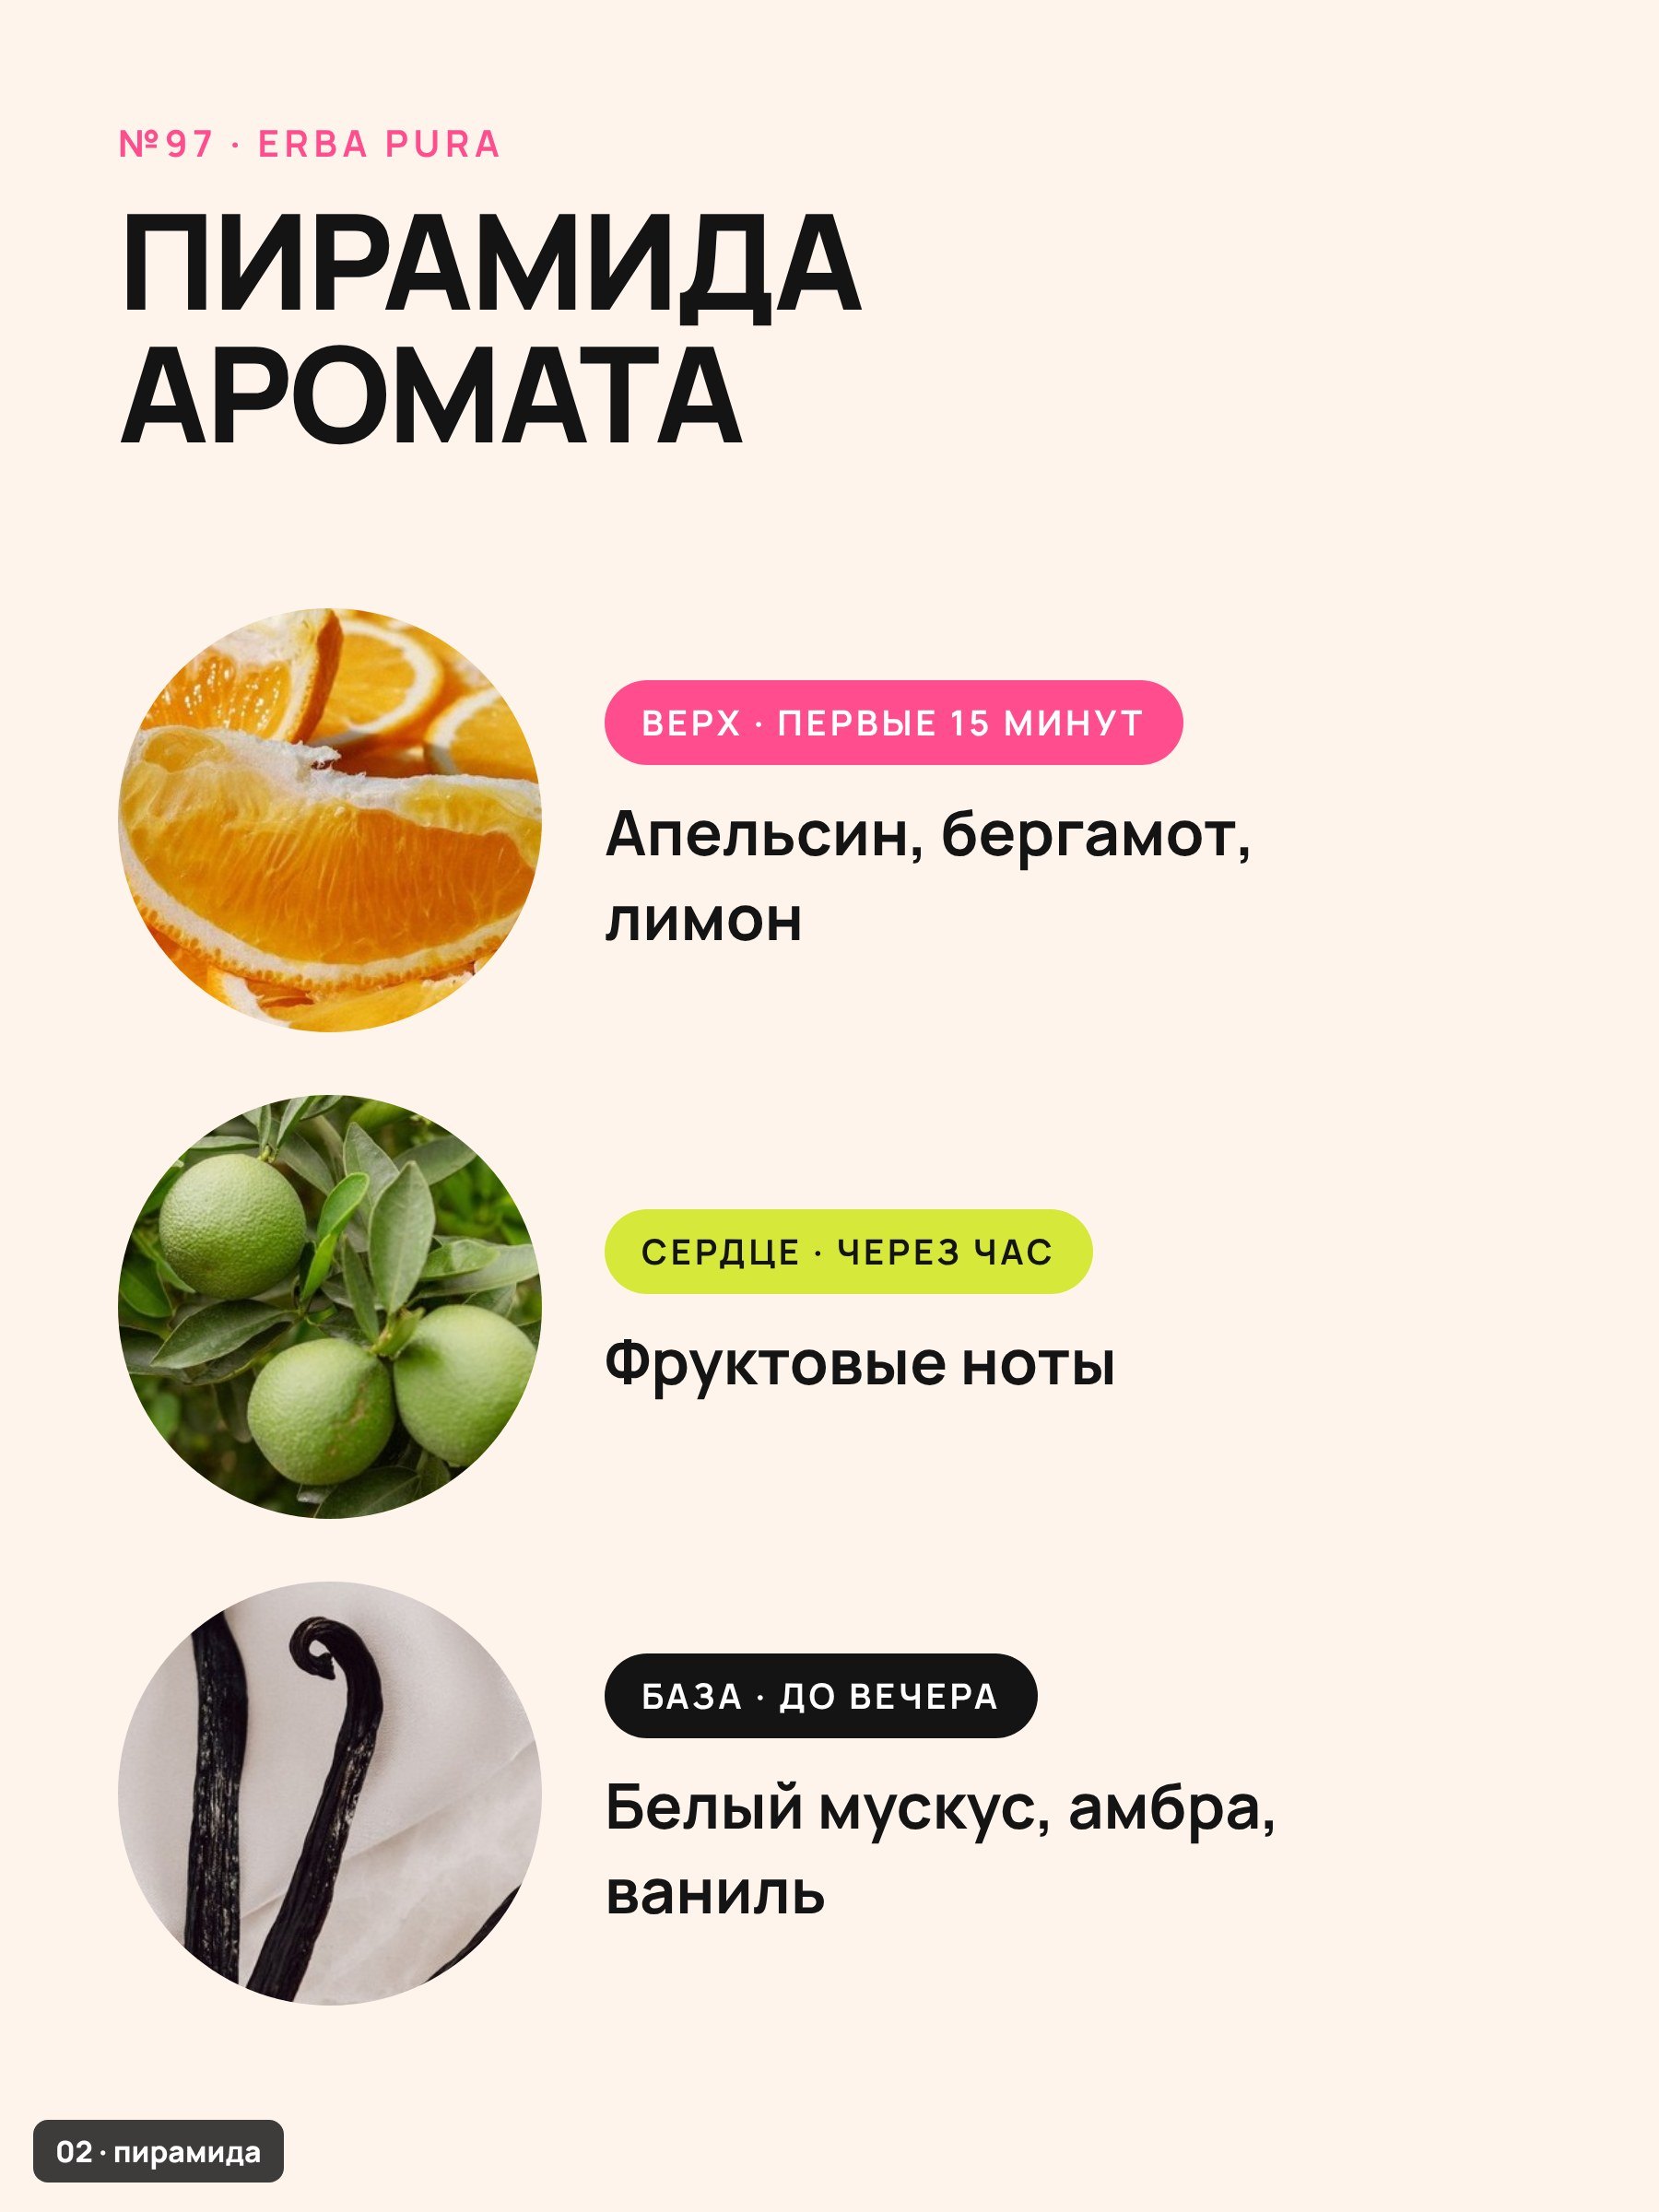 №97 · ERBA PURA
ПИРАМИДА
АРОМАТА
ВЕРХ · ПЕРВЫЕ 15 МИНУТ
Апельсин, бергамот,
лимон
СЕРДЦЕ · ЧЕРЕЗ ЧАС
Фруктовые ноты
БАЗА · ДО ВЕЧЕРА
Белый мускус, амбра,
ваниль
02 · пирамида